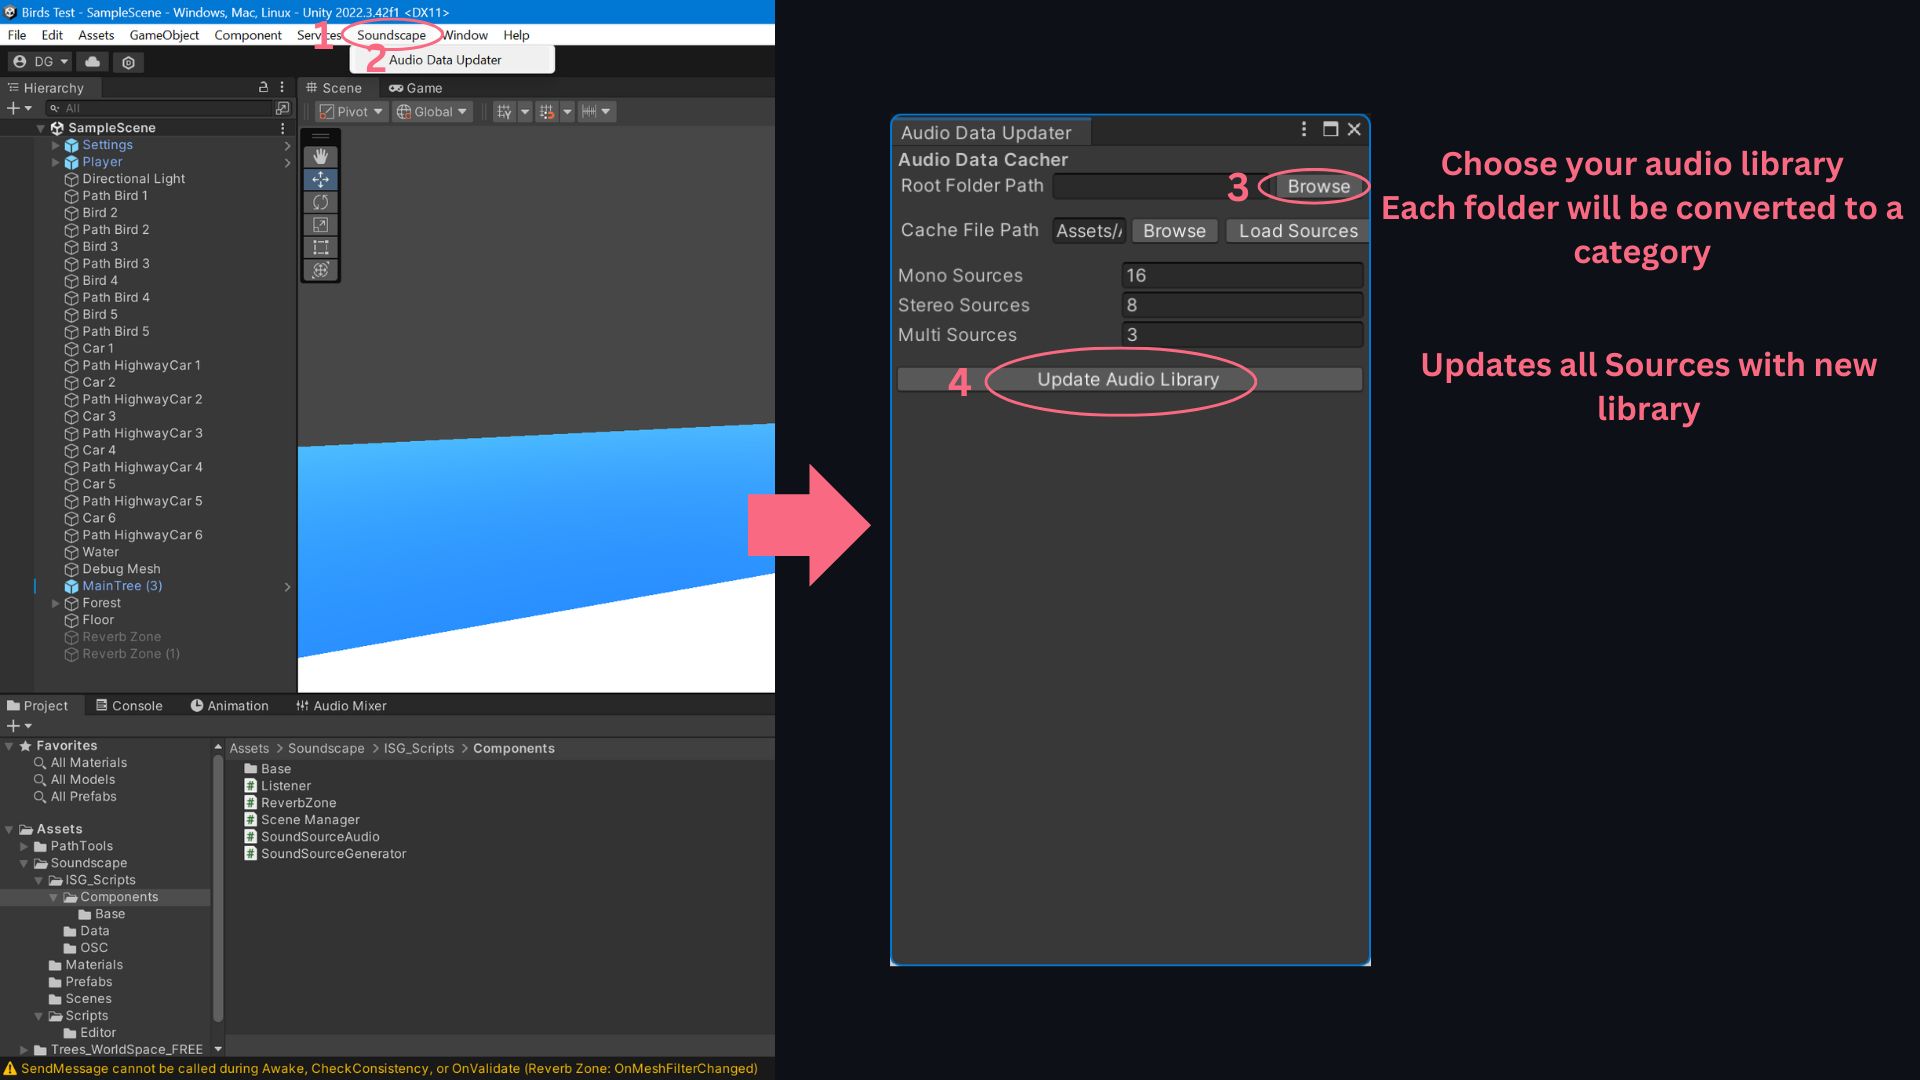 Birds Test - SampleScene - Windows, Mac, Linux - Unity 2022.3.42f1 <DX11>
File Edit Assets GameObject Component Services Soundscape Window Help
1
2
Audio Data Updater
DG
Hierarchy
All
SampleScene
Settings
Player
Directional Light
Path Bird 1
Bird 2
Path Bird 2
Bird 3
Path Bird 3
Bird 4
Path Bird 4
Bird 5
Path Bird 5
Car 1
Path HighwayCar 1
Car 2
Path HighwayCar 2
Car 3
Path HighwayCar 3
Car 4
Path HighwayCar 4
Car 5
Path HighwayCar 5
Car 6
Path HighwayCar 6
Water
Debug Mesh
MainTree (3)
Forest
Floor
Reverb Zone
Reverb Zone (1)
Scene Game
Pivot Global
Project Console Animation Audio Mixer
Favorites
All Materials
All Models
All Prefabs
Assets
PathTools
Soundscape
ISG_Scripts
Components
Base
Data
OSC
Materials
Prefabs
Scenes
Scripts
Editor
Trees_WorldSpace_FREE
Assets > Soundscape > ISG_Scripts > Components
Base
Listener
ReverbZone
Scene Manager
SoundSourceAudio
SoundSourceGenerator
SendMessage cannot be called during Awake, CheckConsistency, or OnValidate (Reverb Zone: OnMeshFilterChanged)
Audio Data Updater
Audio Data Cacher
Root Folder Path 3 Browse
Cache File Path Assets/ Browse Load Sources
Mono Sources 16
Stereo Sources 8
Multi Sources 3
4 Update Audio Library
Choose your audio library
Each folder will be converted to a
category
Updates all Sources with new
library